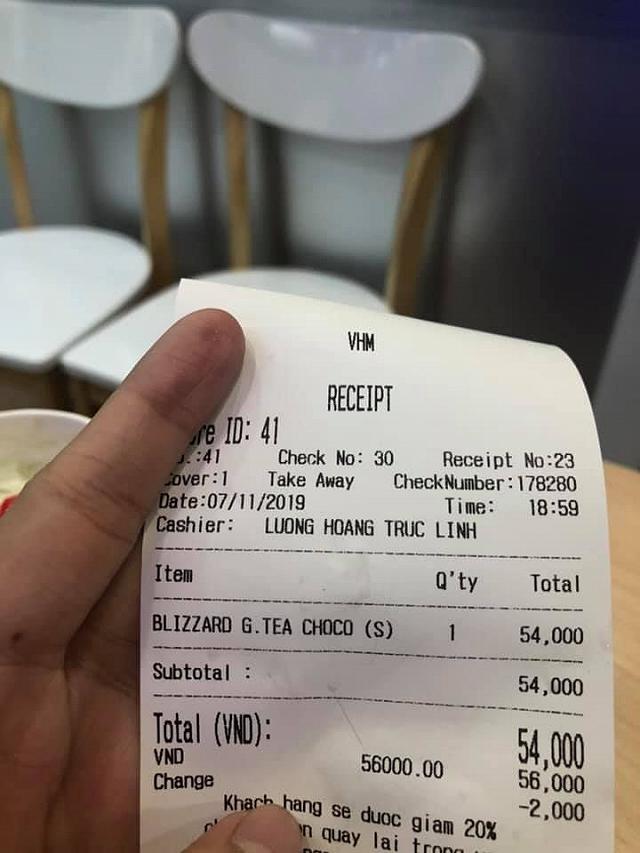 VHM
RECEIPT
ID: 41
:41 Check No: 30 Receipt No:23
Cover:1 Take Away CheckNumber:178280
Date:07/11/2019 Time: 18:59
Cashier: LUONG HOANG TRUC LINH
Item Q'ty Total
BLIZZARD G.TEA CHOCO (S) 1 54,000
Subtotal : 54,000
Total (VND): 54,000
VND 56000.00 56,000
Change -2,000
Khach hang se duoc giam 20%
quay lai trong